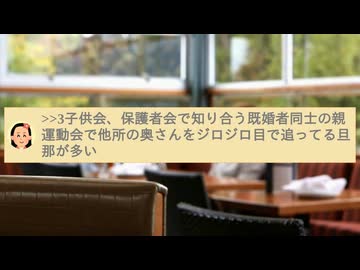 >>3子供会、保護者会で知り合う既婚者同士の親
運動会で他所の奥さんをジロジロ目で追ってる旦
那が多い